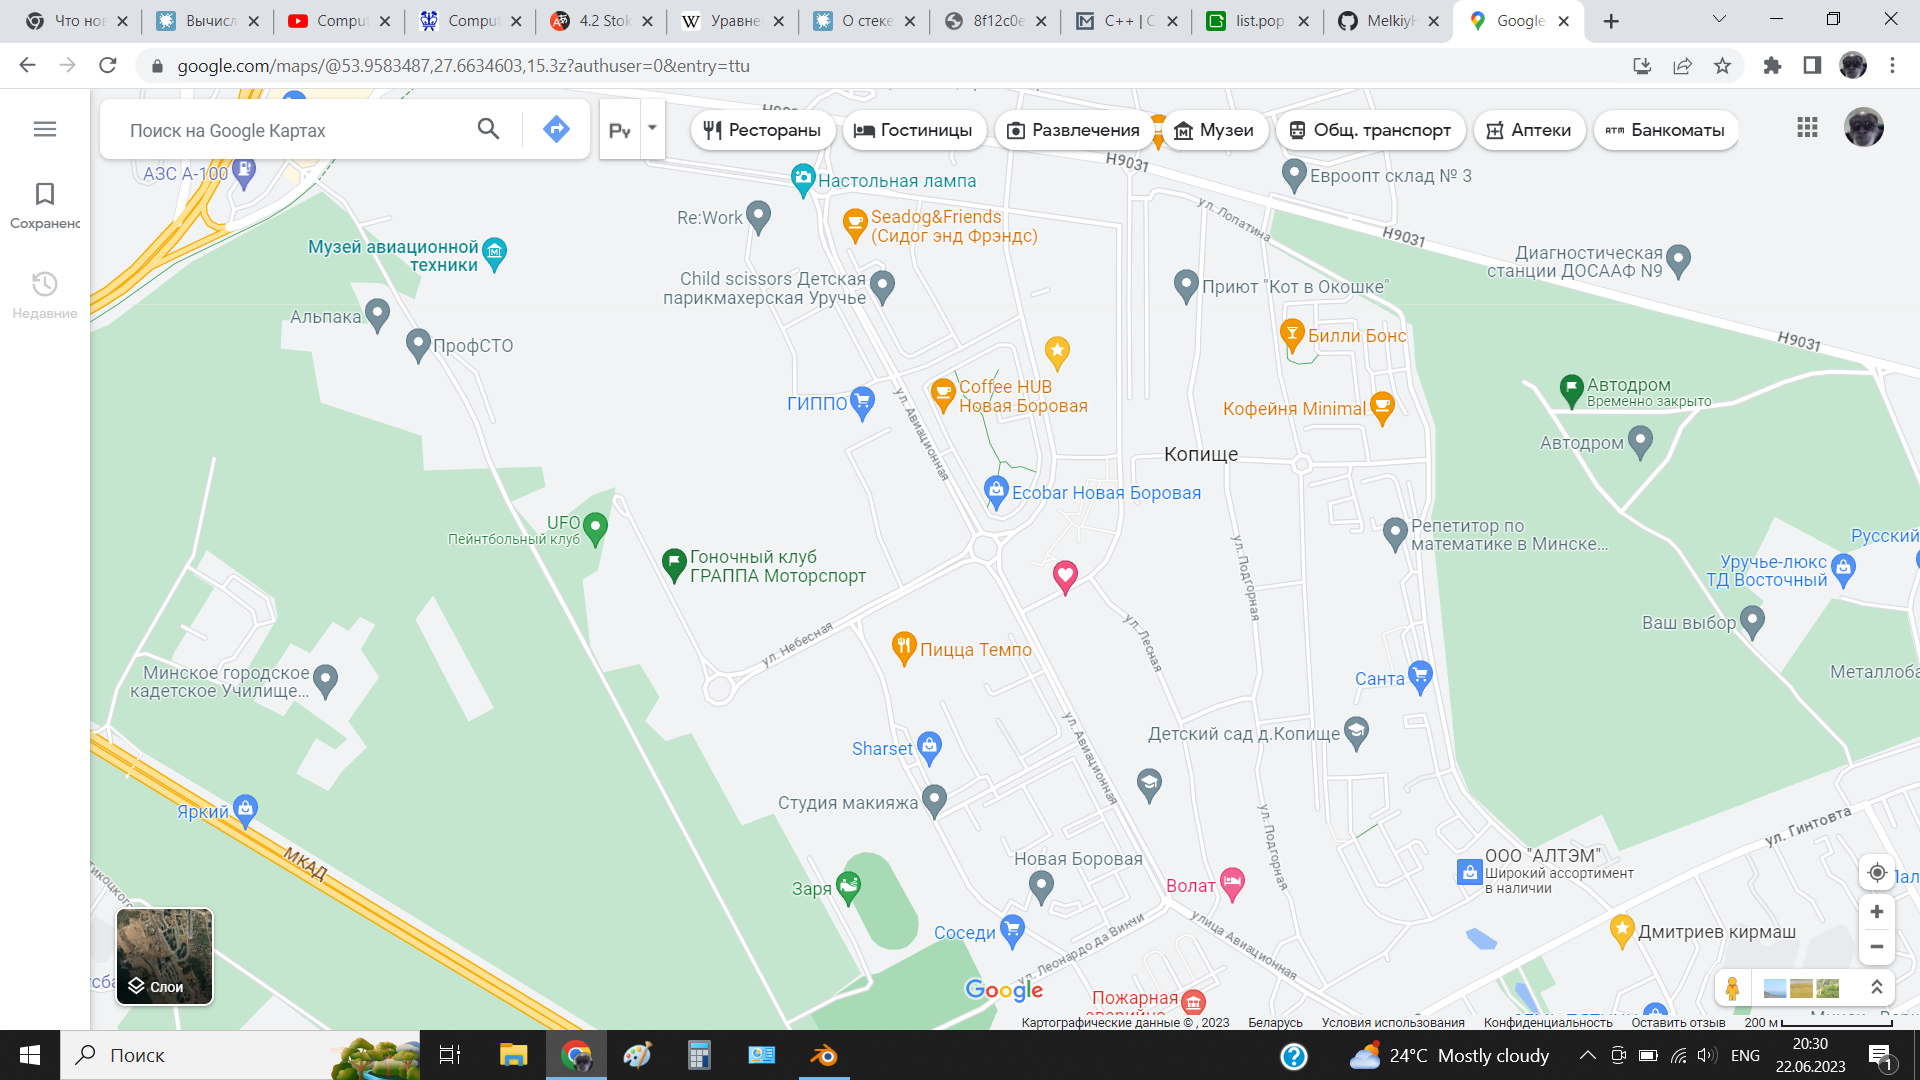 Что нов
Вычисл
Comput
Comput
4.2 Stok
Уравне
О стеке
8f12c0e
C++ | C
list.pop
Melkiy
Google
google.com/maps/@53.9583487,27.6634603,15.3z?authuser=0&entry=ttu
Поиск на Google Картах
Ру
Рестораны
Гостиницы
Развлечения
Музеи
Общ. транспорт
Аптеки
ATM
Банкоматы
Сохранено
Недавние
АЗС А-100
Настольная лампа
Н9031
Евроопт склад № 3
Re:Work
Seadog&Friends
(Сидог энд Фрэндс)
ул. Лопатина
Н9031
Музей авиационной
техники
Child scissors Детская
парикмахерская Уручье
Приют "Кот в Окошке"
Диагностическая
станции ДОСААФ N9
Альпака
ПрофСТО
Билли Бонс
Н9031
ГИППО
Coffee HUB
Новая Боровая
Кофейня Minimal
Автодром
Временно закрыто
Автодром
ул. Авиационная
Копище
Ecobar Новая Боровая
UFO
Пейнтбольный клуб
Гоночный клуб
ГРАППА Моторспорт
Репетитор по
математике в Минске...
Русский
Уручье-люкс
ТД Восточный
ул. Подгорная
Ваш выбор
ул. Небесная
Пицца Темпо
ул. Лесная
Минское городское
кадетское Училище...
Санта
Металлоба
Sharset
Детский сад д.Копище
ул. Авиационная
Студия макияжа
Яркий
МКАД
ул. Подгорная
ул. Гинтовта
Новая Боровая
ООО "АЛТЭМ"
Широкий ассортимент
в наличии
Заря
Волат
Соседи
ул. Леонардо да Винчи
улица Авиационная
Дмитриев кирмаш
Слои
Google
Пожарная
Картографические данные © , 2023
Беларусь
Условия использования
Конфиденциальность
Оставить отзыв
200 м
Поиск
24°C Mostly cloudy
ENG
20:30
22.06.2023
1